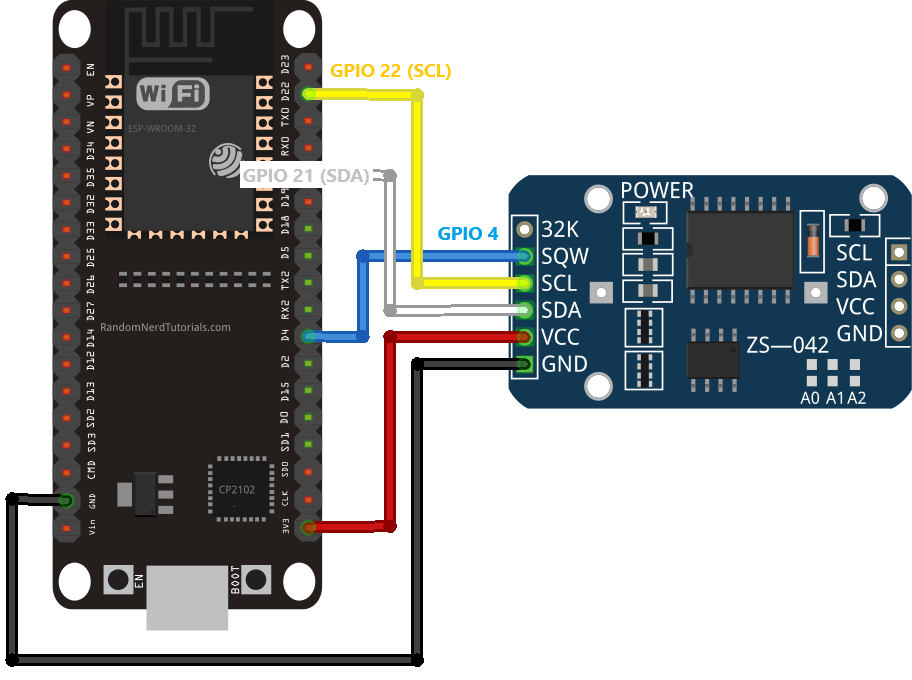 EN
VP
VN
D34
D35
D32
D33
D25
D26
D27
D14
D12
D13
SD2
SD3
CMD
GND
Vin
WiFi
ESP-WROOM-32
RandomNerdTutorials.com
CP2102
EN
BOOT
D23
D22
TX0
RX0
D19
D18
D5
TX2
RX2
D4
D2
D15
D0
SD1
SD0
CLK
3V3
GPIO 22 (SCL)
GPIO 21 (SDA)
GPIO 4
POWER
32K
SQW
SCL
SDA
VCC
GND
SCL
SDA
VCC
GND
ZS—042
A0 A1 A2